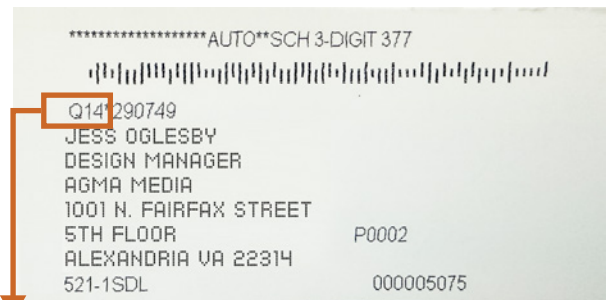 *******************AUTO**SCH 3-DIGIT 377
Q14*290749
JESS OGLESBY
DESIGN MANAGER
AGMA MEDIA
1001 N. FAIRFAX STREET
5TH FLOOR P0002
ALEXANDRIA VA 22314
521-1SDL 000005075